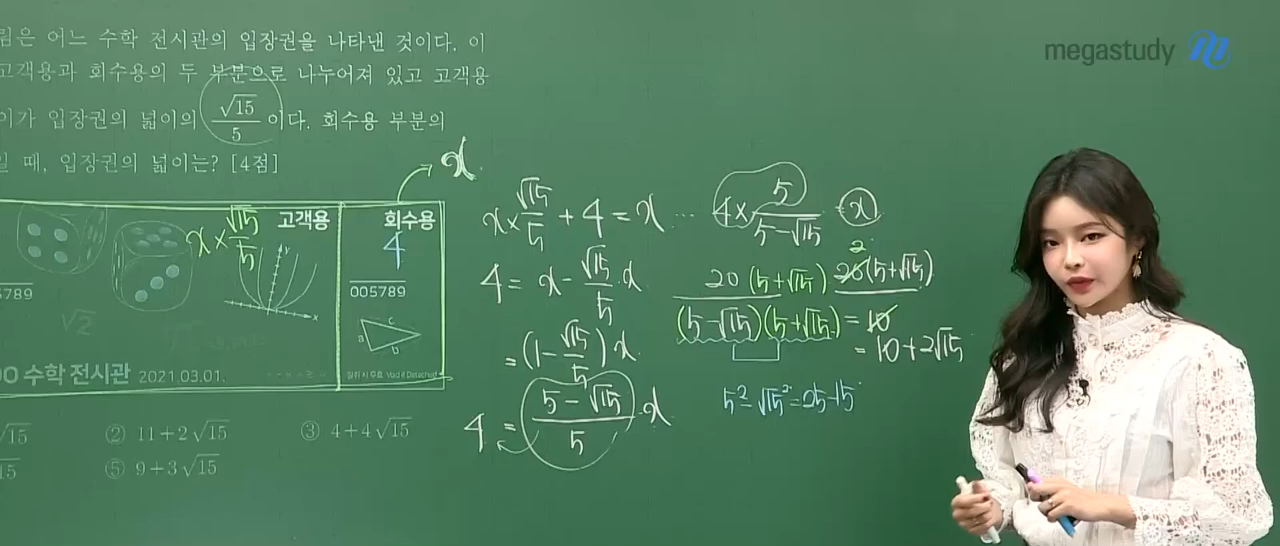 림은 어느 수학 전시관의 입장권을 나타낸 것이다. 이
고객용과 회수용의 두 부분으로 나누어져 있고 고객용
이가 입장권의 넓이의 √15/5 이다. 회수용 부분의
일 때, 입장권의 넓이는? [4점]
megastudy
x
고객용
x × √15/5
y
x
5789
√2
수학 전시관 2021.03.01.
회수용
4
005789
a
c
b
√15
② 11+2√15
③ 4+4√15
15
⑤ 9+3√15
x × √15/5 + 4 = x ...
4 = x - √15/5 · x
= (1 - √15/5) x
4 = (5 - √15)/5 · x
4 × 5/(5 - √15) = x
20 (5+√15)
(5-√15)(5+√15)
2
20(5+√15)
= 10
= 10+2√15
5² - √15² = 25-15